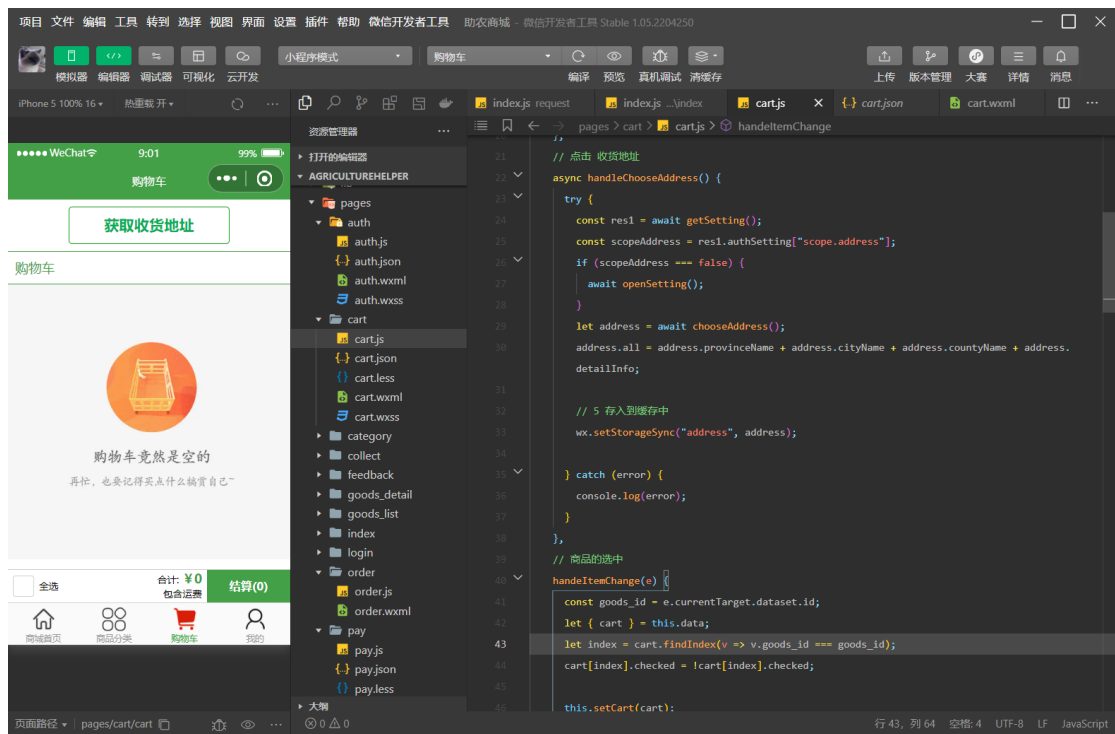 项目 文件 编辑 工具 转到 选择 视图 界面 设置 插件 帮助 微信开发者工具 助农商城 - 微信开发者工具 Stable 1.05.2204250
小程序模式 购物车
模拟器 编辑器 调试器 可视化 云开发 编译 预览 真机调试 清缓存 上传 版本管理 大赛 详情 消息
iPhone 5 100% 16 热重载 开
WeChat 9:01 99%
购物车
获取收货地址
购物车
购物车竟然是空的
再忙，也要记得买点什么犒赏自己~
全选
合计: ¥0
包含运费
结算(0)
商城首页 商品分类 购物车 我的
页面路径 pages/cart/cart
资源管理器
打开的编辑器
AGRICULTUREHELPER
pages
auth
auth.js
auth.json
auth.wxml
auth.wxss
cart
cart.js
cart.json
cart.less
cart.wxml
cart.wxss
category
collect
feedback
goods_detail
goods_list
index
login
order
order.js
order.wxml
pay
pay.js
pay.json
pay.less
大纲
0 0
index.js request index.js ...\index cart.js cart.json cart.wxml
pages > cart > cart.js > handeItemChange
},
21 // 点击 收货地址
22 async handleChooseAddress() {
23 try {
24 const res1 = await getSetting();
25 const scopeAddress = res1.authSetting["scope.address"];
26 if (scopeAddress === false) {
27 await openSetting();
28 }
29 let address = await chooseAddress();
30 address.all = address.provinceName + address.cityName + address.countyName + address.
detailInfo;
31
32 // 5 存入到缓存中
33 wx.setStorageSync("address", address);
34
35 } catch (error) {
36 console.log(error);
37 }
38 },
39 // 商品的选中
40 handeItemChange(e) {
41 const goods_id = e.currentTarget.dataset.id;
42 let { cart } = this.data;
43 let index = cart.findIndex(v => v.goods_id === goods_id);
44 cart[index].checked = !cart[index].checked;
45
46 this.setCart(cart);
行 43，列 64 空格: 4 UTF-8 LF JavaScript